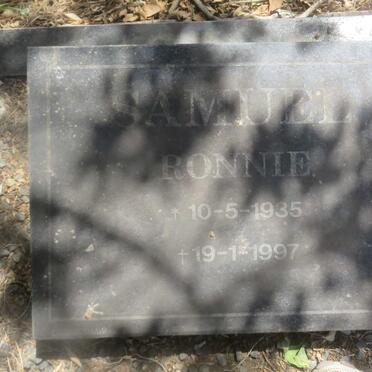 SAMUEL
RONNIE
* 10-5-1935
† 19-1-1997